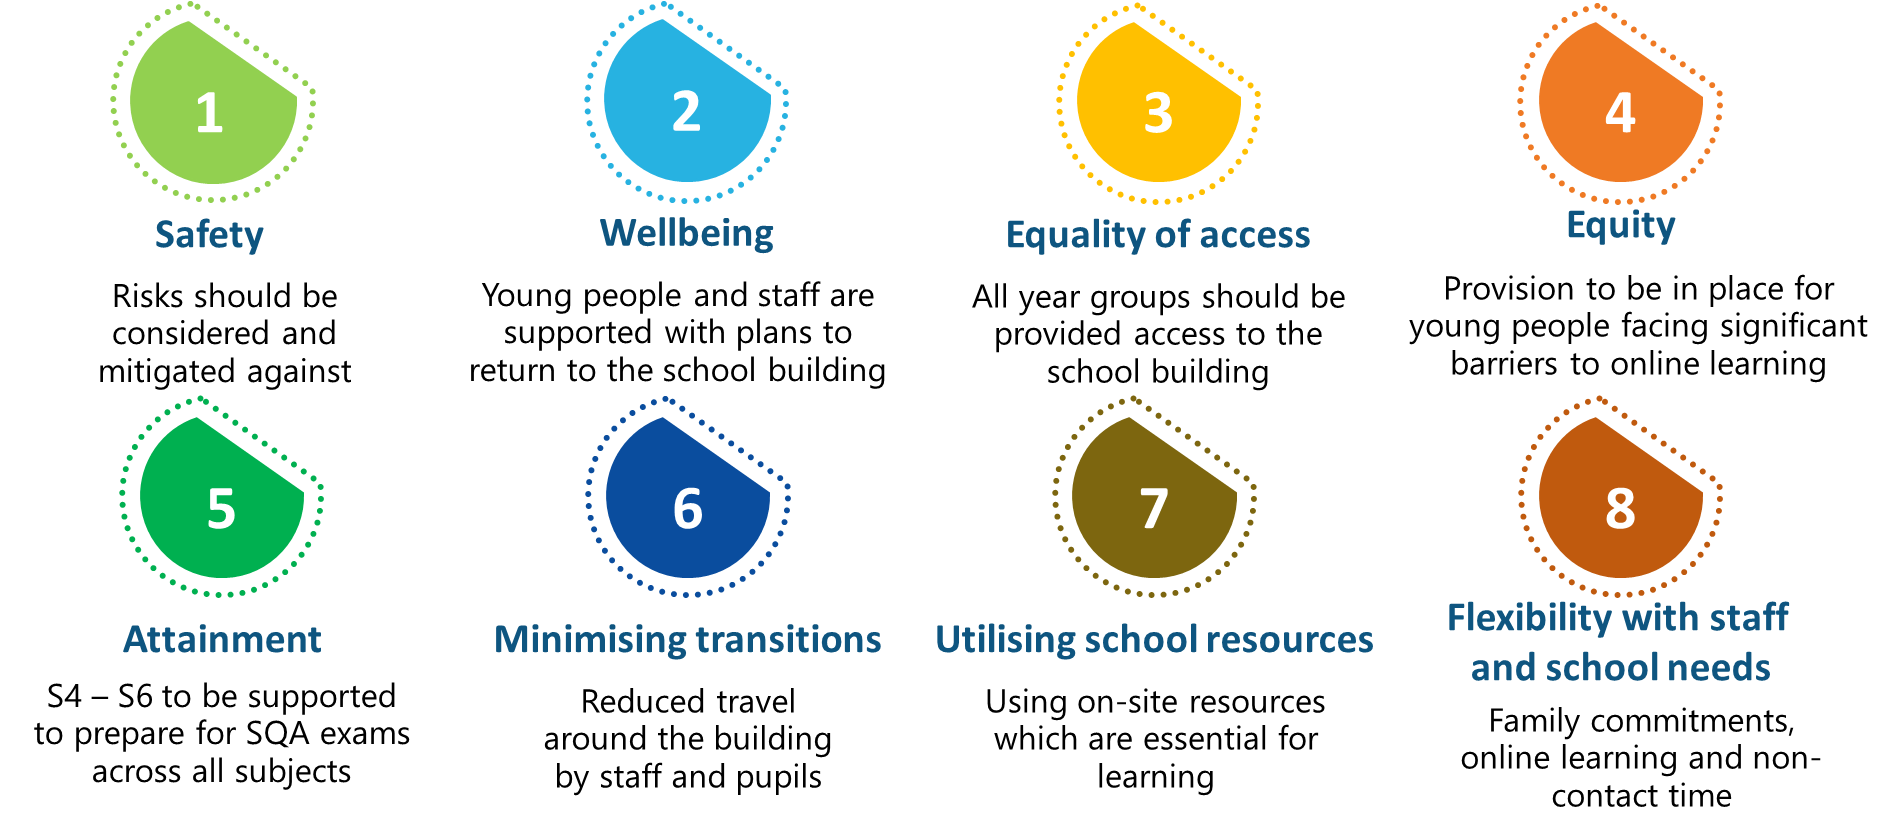 1
Safety
Risks should be
considered and
mitigated against
2
Wellbeing
Young people and staff are
supported with plans to
return to the school building
3
Equality of access
All year groups should be
provided access to the
school building
4
Equity
Provision to be in place for
young people facing significant
barriers to online learning
5
Attainment
S4 – S6 to be supported
to prepare for SQA exams
across all subjects
6
Minimising transitions
Reduced travel
around the building
by staff and pupils
7
Utilising school resources
Using on-site resources
which are essential for
learning
8
Flexibility with staff
and school needs
Family commitments,
online learning and non-
contact time